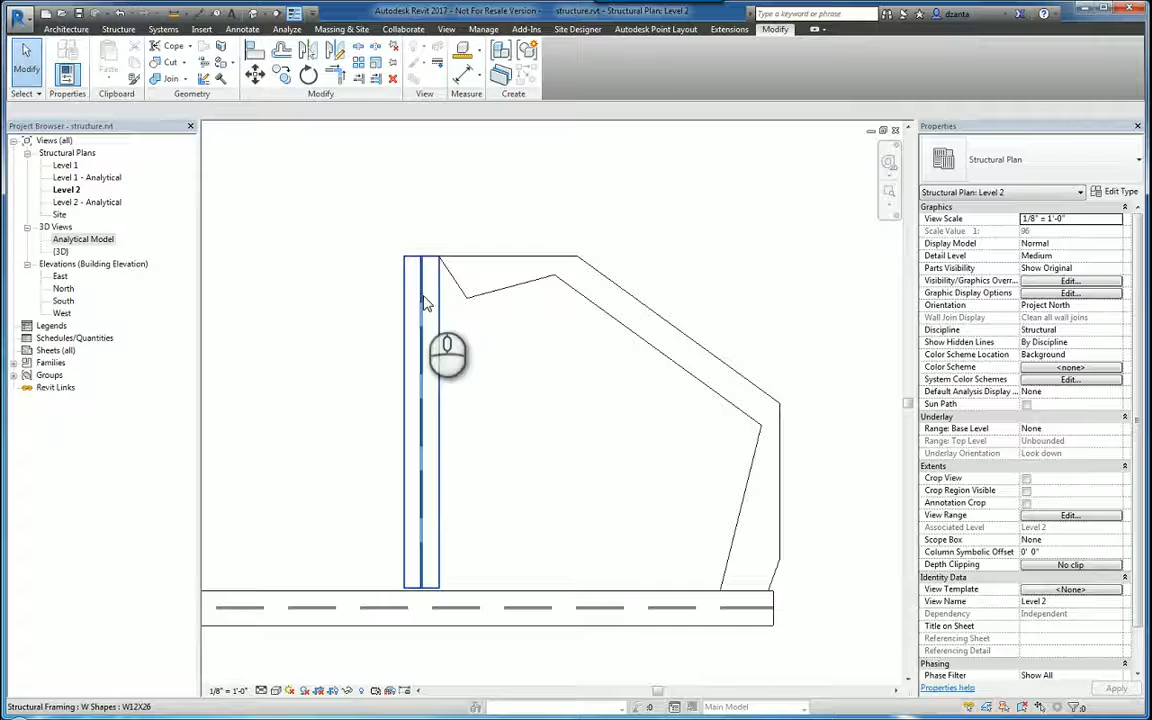 Autodesk Revit 2017 - Not For Resale Version - structure.rvt - Structural Plan: Level 2
Type a keyword or phrase
dzanta
Architecture Structure Systems Insert Annotate Analyze Massing & Site Collaborate View Manage Add-Ins Site Designer Autodesk Point Layout Extensions Modify
Modify
Paste
Cope
Cut
Join
Select Properties Clipboard Geometry Modify View Measure Create
Project Browser - structure.rvt
Views (all)
Structural Plans
Level 1
Level 1 - Analytical
Level 2
Level 2 - Analytical
Site
3D Views
Analytical Model
{3D}
Elevations (Building Elevation)
East
North
South
West
Legends
Schedules/Quantities
Sheets (all)
Families
Groups
Revit Links
Properties
Structural Plan
Structural Plan: Level 2 Edit Type
Graphics
View Scale 1/8" = 1'-0"
Scale Value 1: 96
Display Model Normal
Detail Level Medium
Parts Visibility Show Original
Visibility/Graphics Overr... Edit...
Graphic Display Options Edit...
Orientation Project North
Wall Join Display Clean all wall joins
Discipline Structural
Show Hidden Lines By Discipline
Color Scheme Location Background
Color Scheme <none>
System Color Schemes Edit...
Default Analysis Display ... None
Sun Path
Underlay
Range: Base Level None
Range: Top Level Unbounded
Underlay Orientation Look down
Extents
Crop View
Crop Region Visible
Annotation Crop
View Range Edit...
Associated Level Level 2
Scope Box None
Column Symbolic Offset 0' 0"
Depth Clipping No clip
Identity Data
View Template <None>
View Name Level 2
Dependency Independent
Title on Sheet
Referencing Sheet
Referencing Detail
Phasing
Phase Filter Show All
Properties help Apply
1/8" = 1'-0"
Structural Framing : W Shapes : W12X26
:0 Main Model :0